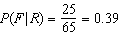 P(F|R) = 25/65 = 0.39